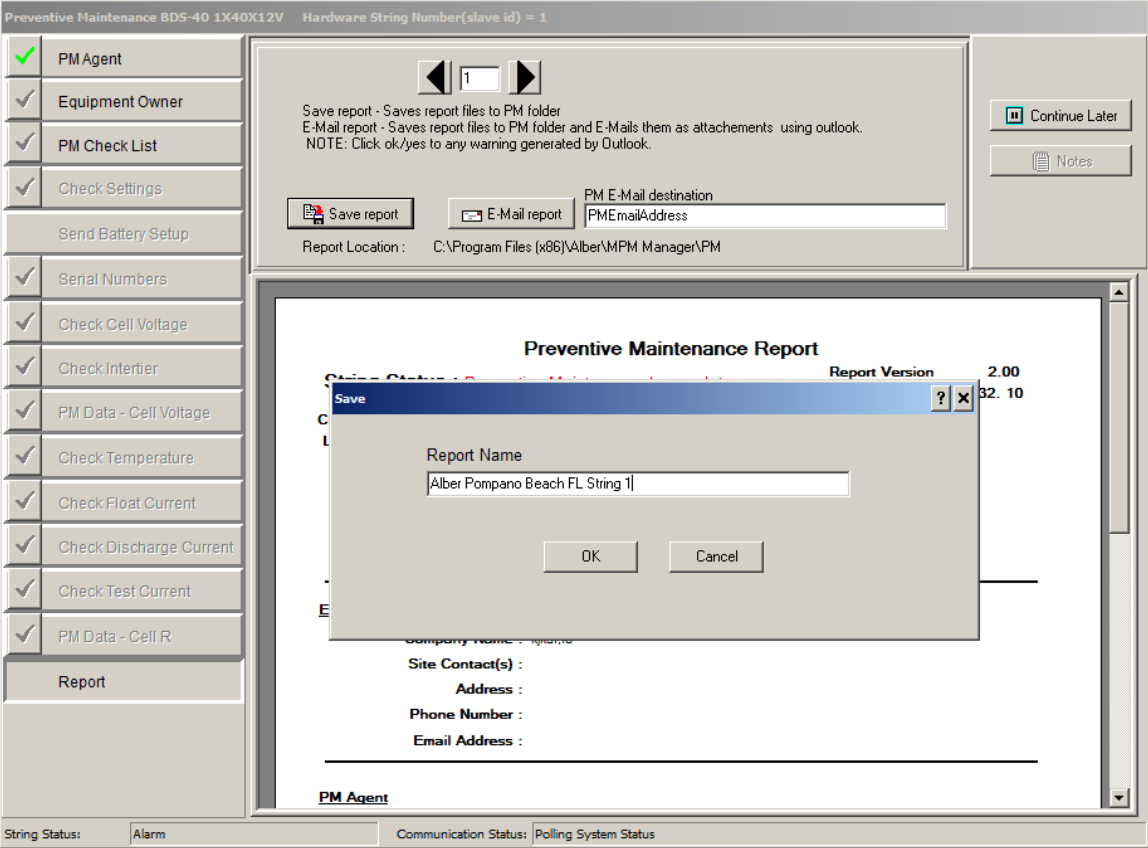 Preventive Maintenance BDS-40 1X40X12V Hardware String Number(slave id) = 1
PM Agent
Equipment Owner
PM Check List
Check Settings
Send Battery Setup
Serial Numbers
Check Cell Voltage
Check Intertier
PM Data - Cell Voltage
Check Temperature
Check Float Current
Check Discharge Current
Check Test Current
PM Data - Cell R
Report
1
Save report - Saves report files to PM folder
E-Mail report - Saves report files to PM folder and E-Mails them as attachements using outlook.
NOTE: Click ok/yes to any warning generated by Outlook.
Save report
E-Mail report
PM E-Mail destination
PMEmailAddress
Report Location : C:\Program Files (x86)\Alber\MPM Manager\PM
Continue Later
Notes
Preventive Maintenance Report
Report Version 2.00
String Status :
32. 10
Save
Report Name
Alber Pompano Beach FL String 1
OK
Cancel
Company Name :
Site Contact(s) :
Address :
Phone Number :
Email Address :
PM Agent
String Status: Alarm
Communication Status: Polling System Status